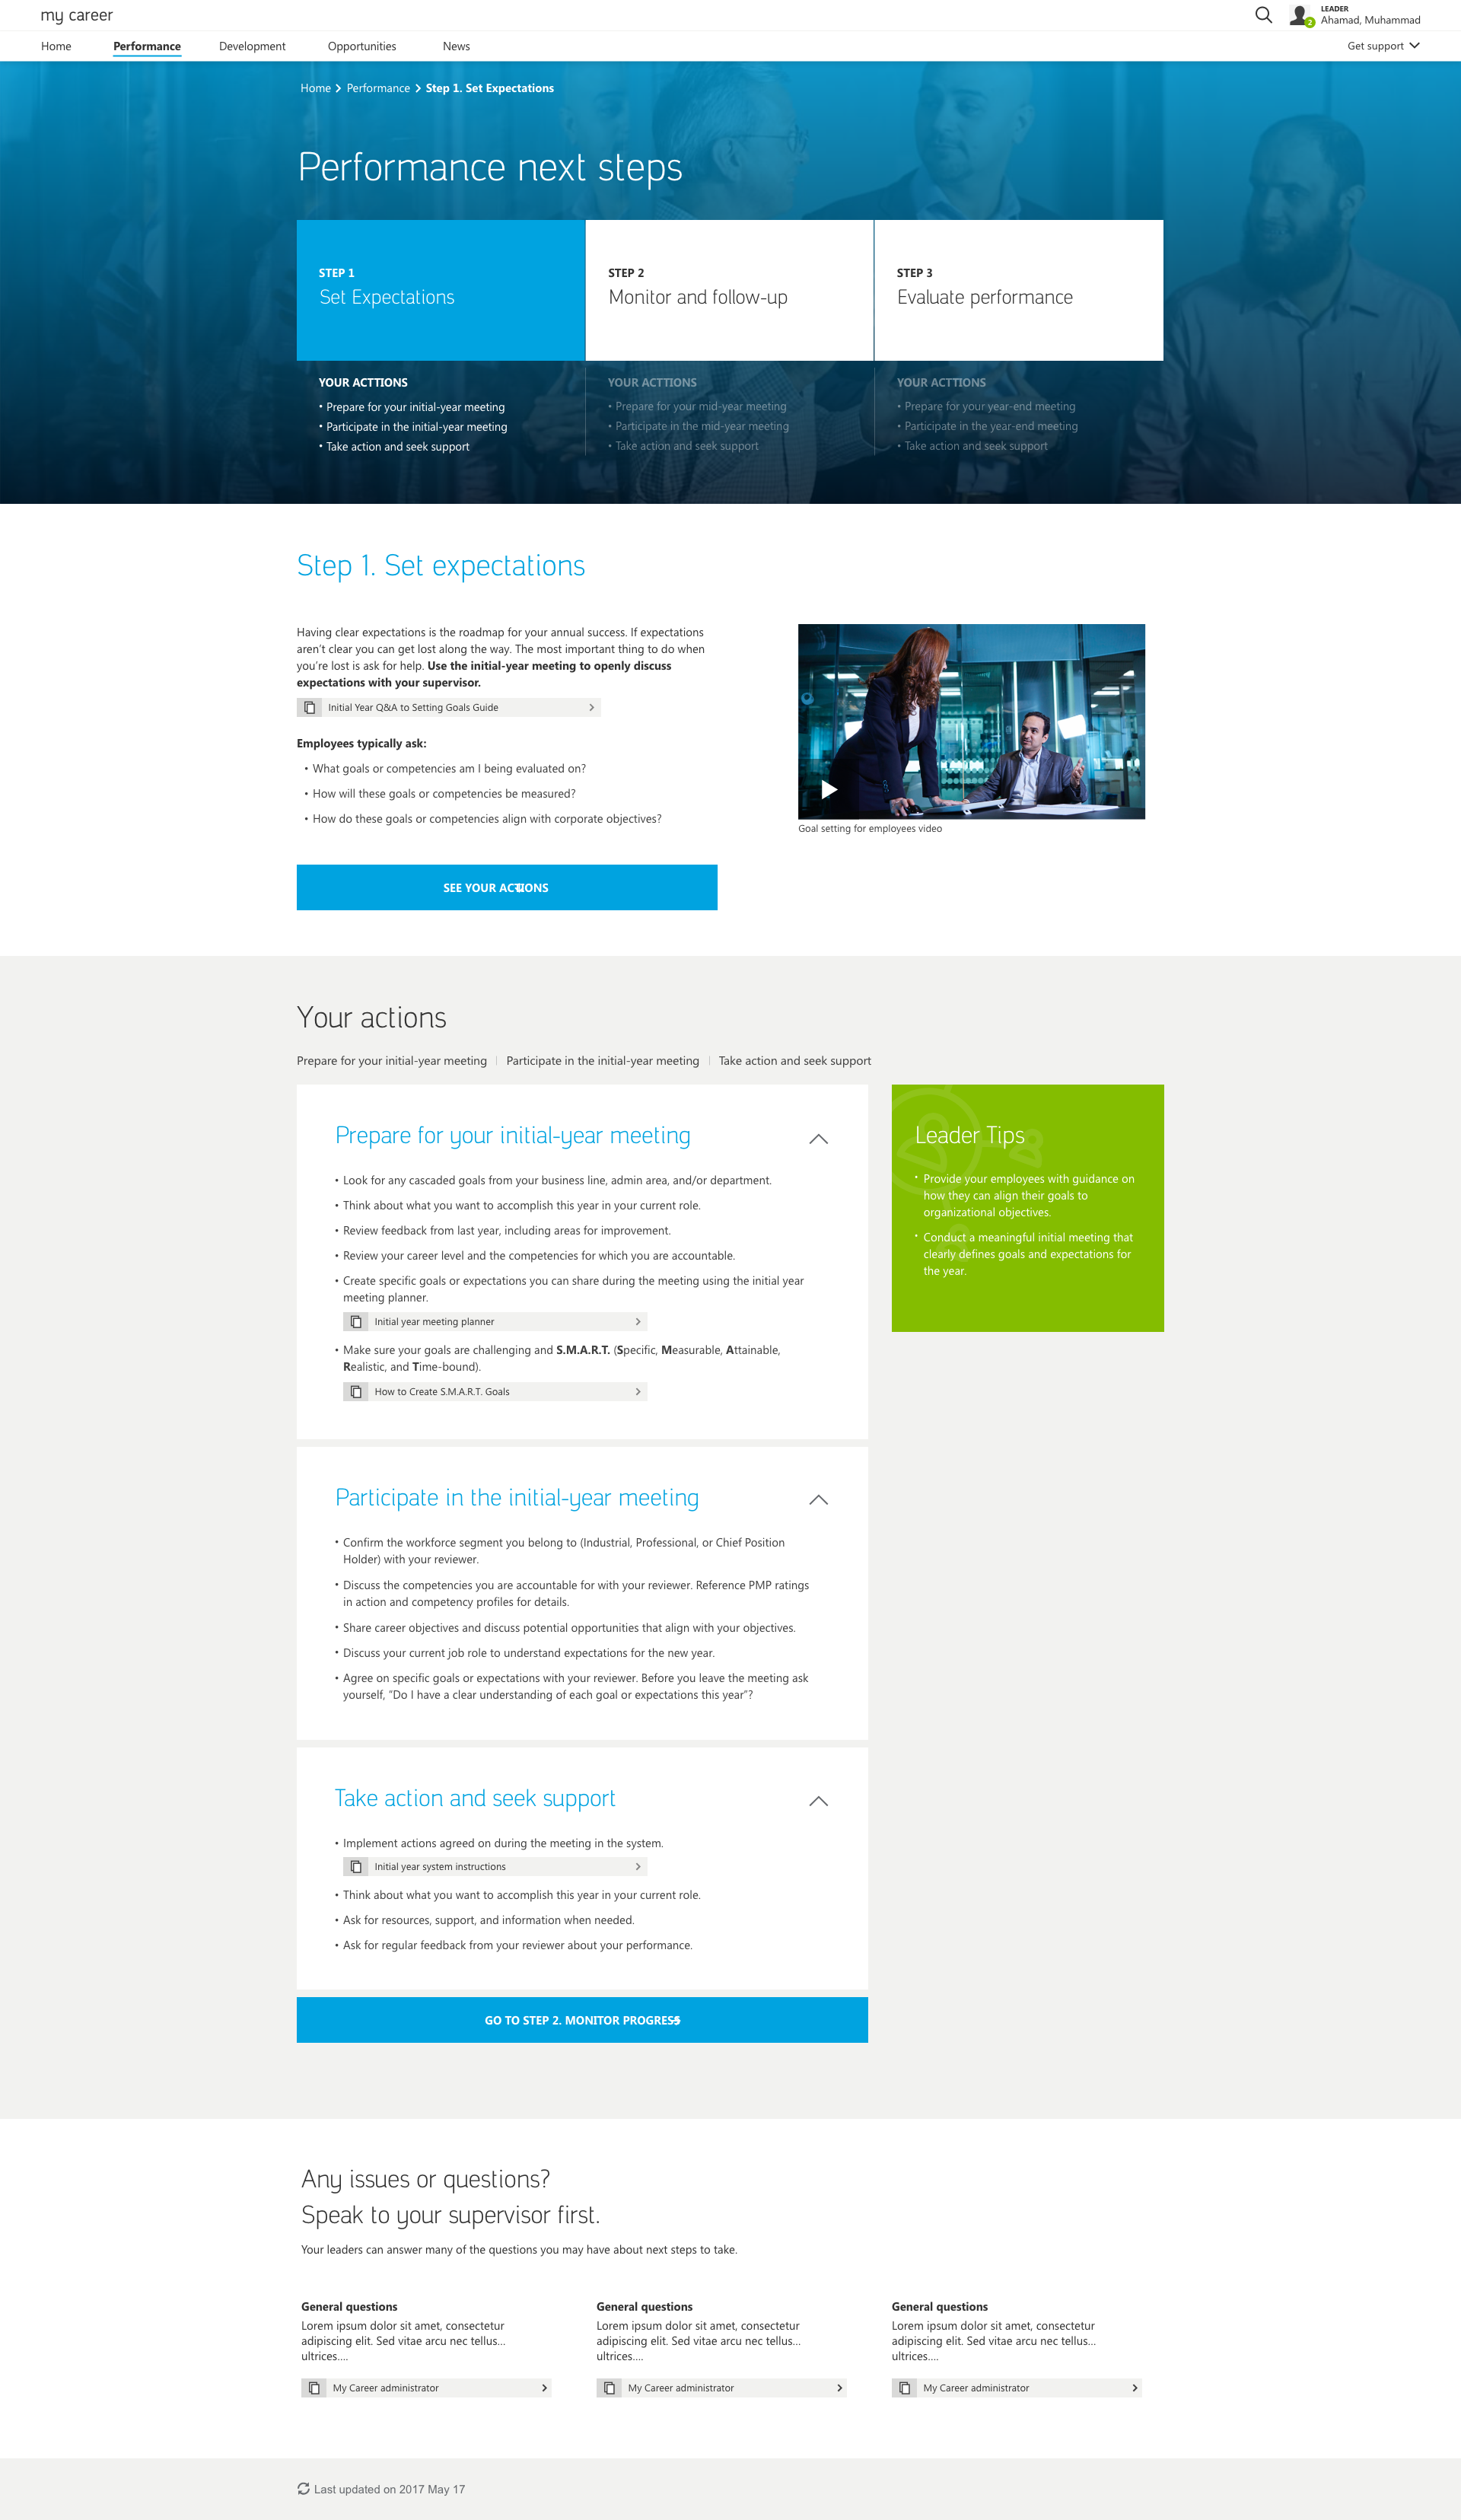 my career
LEADER
2
Ahamad, Muhammad
Home Performance Development Opportunities News
Get support
Home > Performance > Step 1. Set Expectations
Performance next steps
STEP 1
Set Expectations
STEP 2
Monitor and follow-up
STEP 3
Evaluate performance
YOUR ACTTIONS
• Prepare for your initial-year meeting
• Participate in the initial-year meeting
• Take action and seek support
YOUR ACTTIONS
• Prepare for your mid-year meeting
• Participate in the mid-year meeting
• Take action and seek support
YOUR ACTTIONS
• Prepare for your year-end meeting
• Participate in the year-end meeting
• Take action and seek support
Step 1. Set expectations
Having clear expectations is the roadmap for your annual success. If expectations
aren't clear you can get lost along the way. The most important thing to do when
you're lost is ask for help. Use the initial-year meeting to openly discuss
expectations with your supervisor.
Initial Year Q&A to Setting Goals Guide
Employees typically ask:
• What goals or competencies am I being evaluated on?
• How will these goals or competencies be measured?
• How do these goals or competencies align with corporate objectives?
Goal setting for employees video
SEE YOUR ACTIONS
Your actions
Prepare for your initial-year meeting | Participate in the initial-year meeting | Take action and seek support
Prepare for your initial-year meeting
• Look for any cascaded goals from your business line, admin area, and/or department.
• Think about what you want to accomplish this year in your current role.
• Review feedback from last year, including areas for improvement.
• Review your career level and the competencies for which you are accountable.
• Create specific goals or expectations you can share during the meeting using the initial year
meeting planner.
Initial year meeting planner
• Make sure your goals are challenging and S.M.A.R.T. (Specific, Measurable, Attainable,
Realistic, and Time-bound).
How to Create S.M.A.R.T. Goals
Leader Tips
• Provide your employees with guidance on
how they can align their goals to
organizational objectives.
• Conduct a meaningful initial meeting that
clearly defines goals and expectations for
the year.
Participate in the initial-year meeting
• Confirm the workforce segment you belong to (Industrial, Professional, or Chief Position
Holder) with your reviewer.
• Discuss the competencies you are accountable for with your reviewer. Reference PMP ratings
in action and competency profiles for details.
• Share career objectives and discuss potential opportunities that align with your objectives.
• Discuss your current job role to understand expectations for the new year.
• Agree on specific goals or expectations with your reviewer. Before you leave the meeting ask
yourself, "Do I have a clear understanding of each goal or expectations this year"?
Take action and seek support
• Implement actions agreed on during the meeting in the system.
Initial year system instructions
• Think about what you want to accomplish this year in your current role.
• Ask for resources, support, and information when needed.
• Ask for regular feedback from your reviewer about your performance.
GO TO STEP 2. MONITOR PROGRESS
Any issues or questions?
Speak to your supervisor first.
Your leaders can answer many of the questions you may have about next steps to take.
General questions
Lorem ipsum dolor sit amet, consectetur
adipiscing elit. Sed vitae arcu nec tellus...
ultrices....
My Career administrator
General questions
Lorem ipsum dolor sit amet, consectetur
adipiscing elit. Sed vitae arcu nec tellus...
ultrices....
My Career administrator
General questions
Lorem ipsum dolor sit amet, consectetur
adipiscing elit. Sed vitae arcu nec tellus...
ultrices....
My Career administrator
Last updated on 2017 May 17